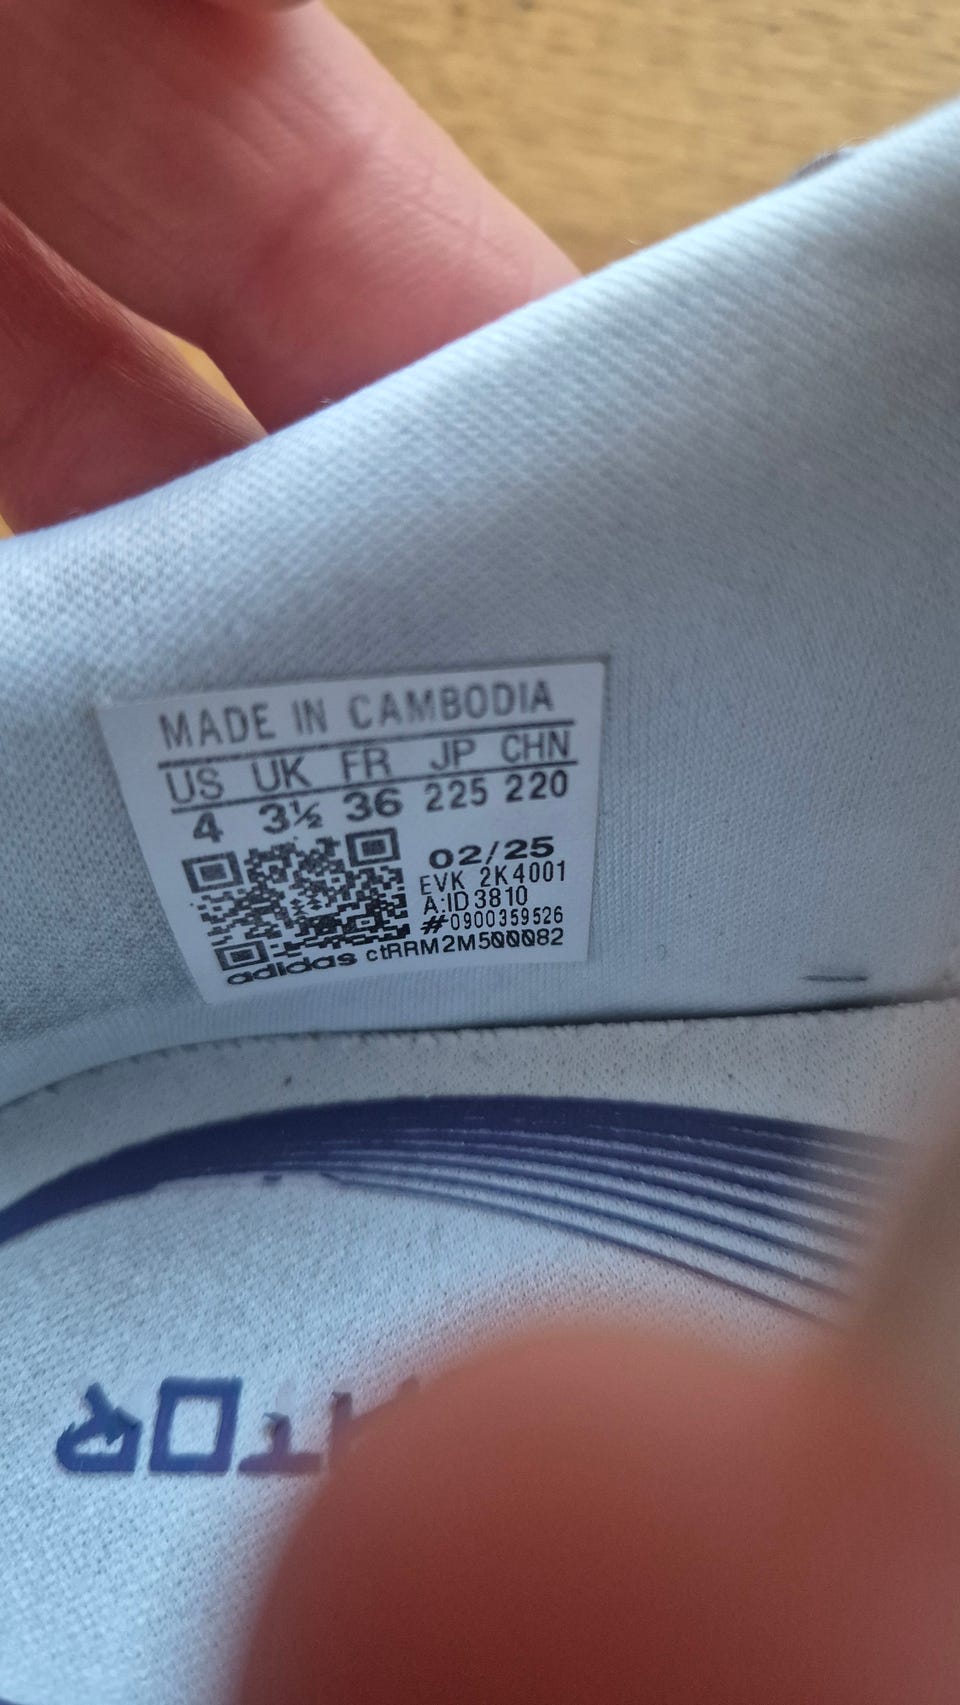 MADE IN CAMBODIA
US UK FR JP CHN
4 3½ 36 225 220
02/25
EVK 2K4001
A:ID3810
#0900359526
adidas ctRRM2M500082